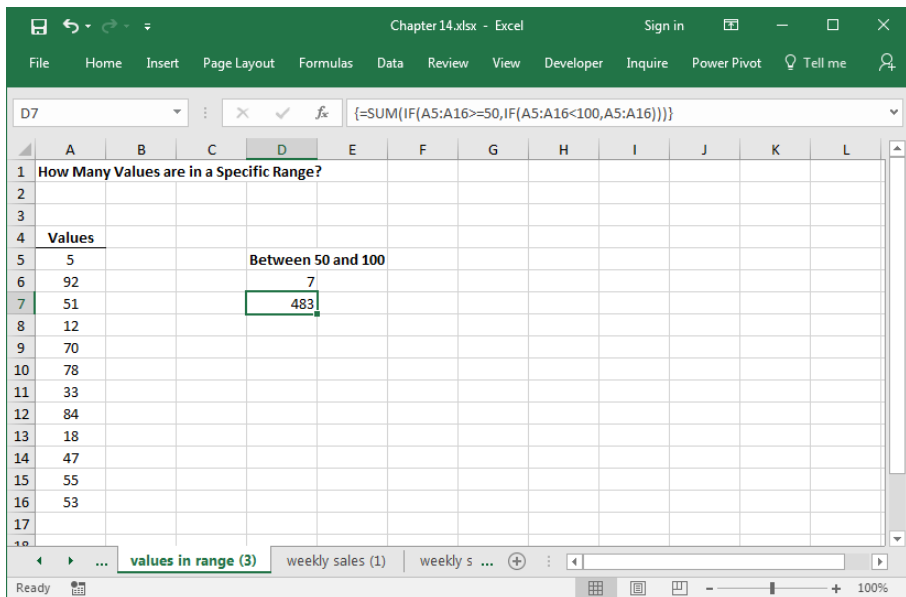 Chapter 14.xlsx - Excel Sign in
File Home Insert Page Layout Formulas Data Review View Developer Inquire Power Pivot Tell me
D7 fx {=SUM(IF(A5:A16>=50,IF(A5:A16<100,A5:A16)))}
A B C D E F G H I J K L
1 How Many Values are in a Specific Range?
2
3
4 Values
5 5 Between 50 and 100
6 92 7
7 51 483
8 12
9 70
10 78
11 33
12 84
13 18
14 47
15 55
16 53
17
18
... values in range (3) weekly sales (1) weekly s ...
Ready 100%